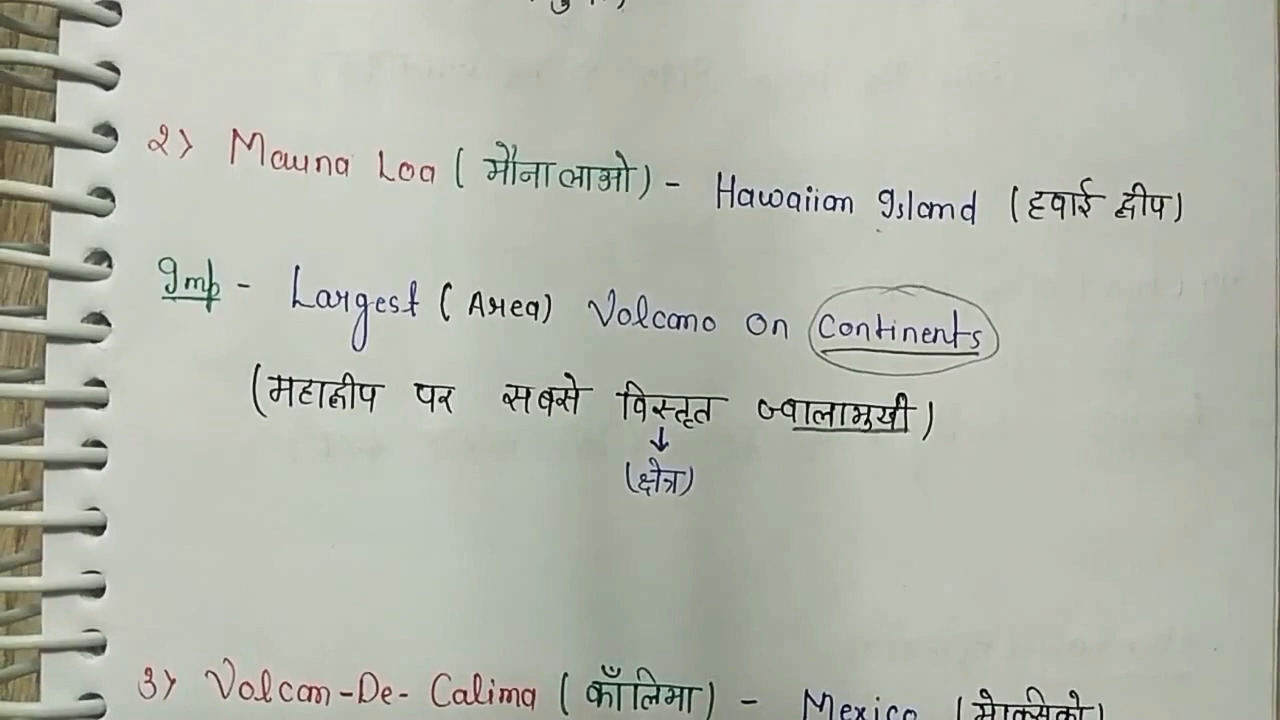 2) Mauna Loa (मौनालाओ) - Hawaiian Island (हवाई द्वीप)
Imp - Largest (Area) Volcano on Continents
(महाद्वीप पर सबसे विस्तृत ज्वालामुखी)
↓
(क्षेत्र)
3) Volcan-De-Calima (कॉलिमा) - Mexico (मेक्सिको)